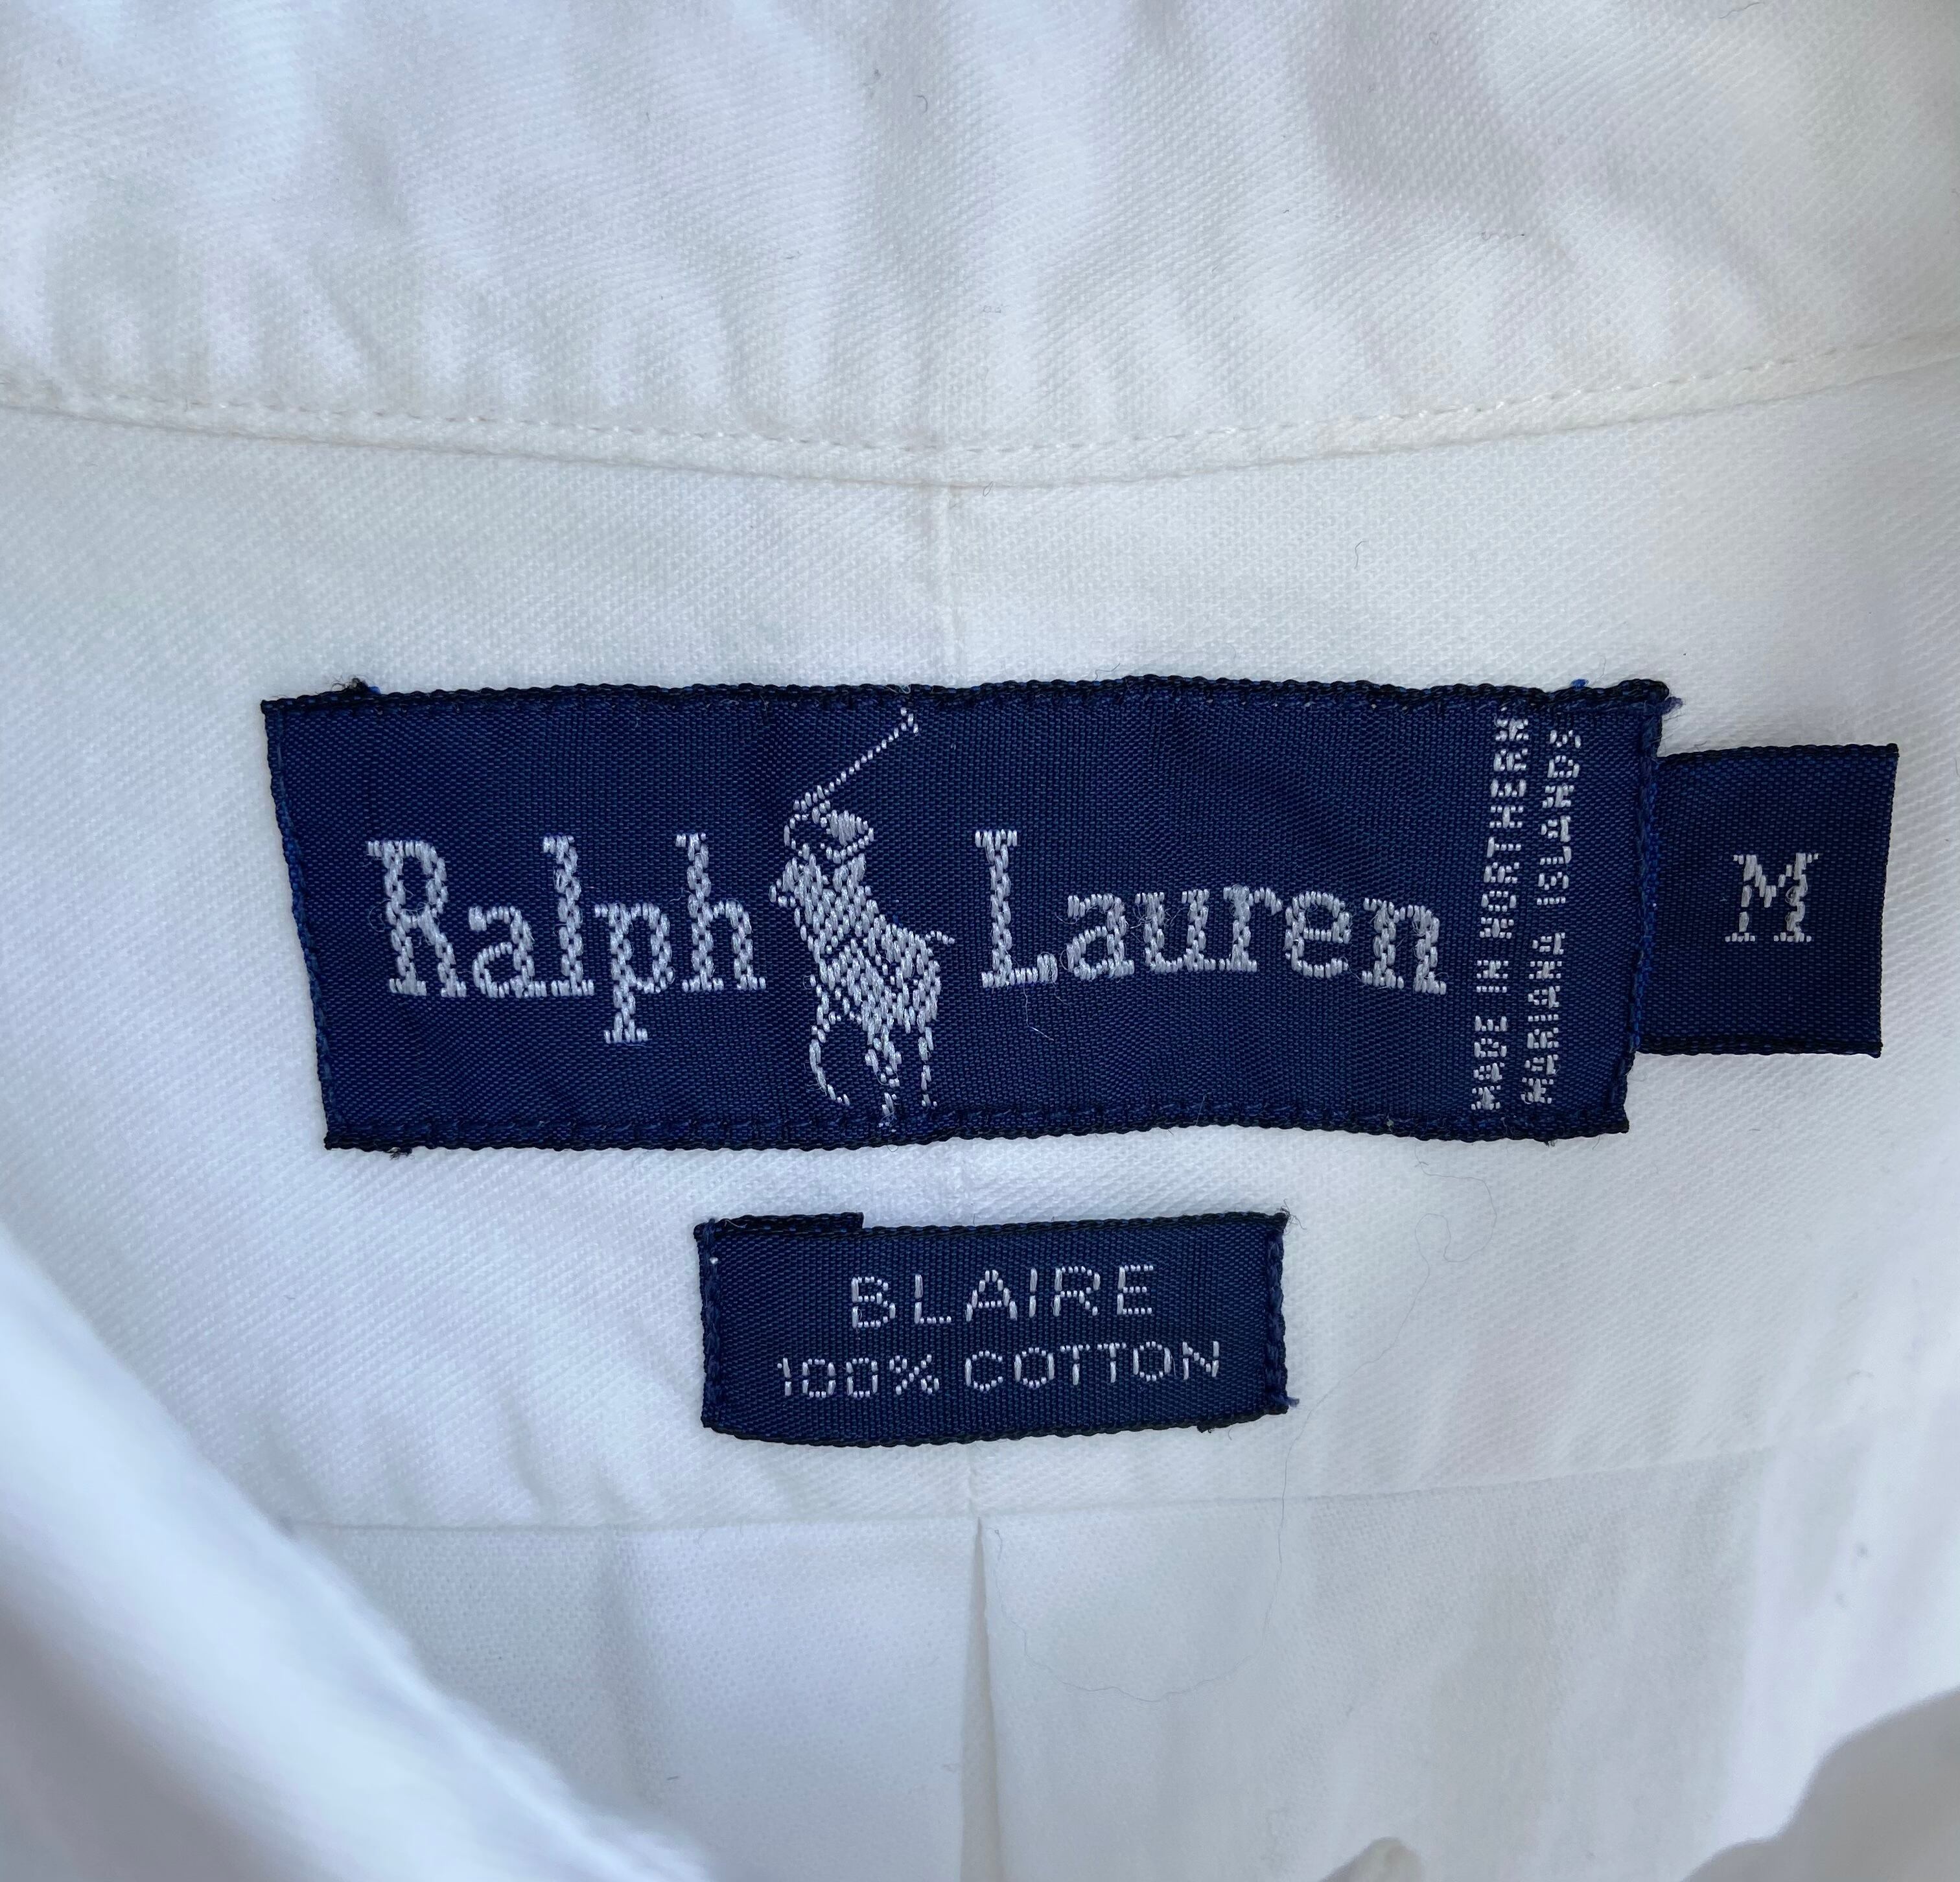 Ralph Lauren
MADE IN NORTHERN
MARIANA ISLANDS
M
BLAIRE
100% COTTON